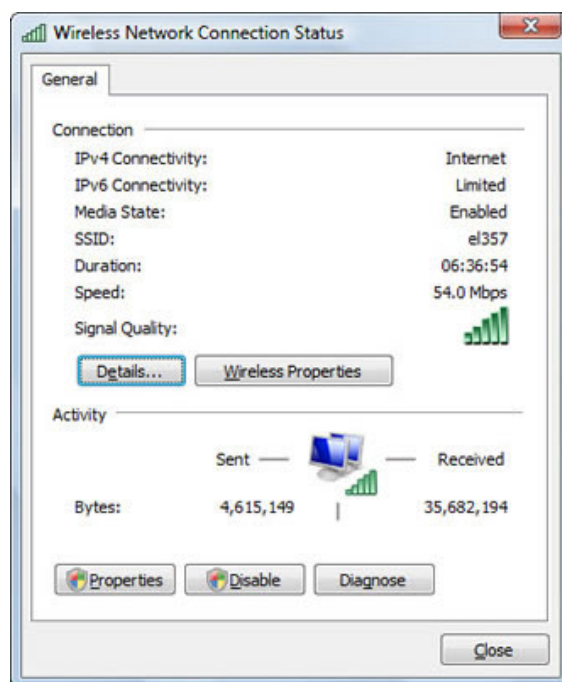 Wireless Network Connection Status
General
Connection
IPv4 Connectivity: Internet
IPv6 Connectivity: Limited
Media State: Enabled
SSID: el357
Duration: 06:36:54
Speed: 54.0 Mbps
Signal Quality:
Details... Wireless Properties
Activity
Sent Received
Bytes: 4,615,149 35,682,194
Properties Disable Diagnose
Close